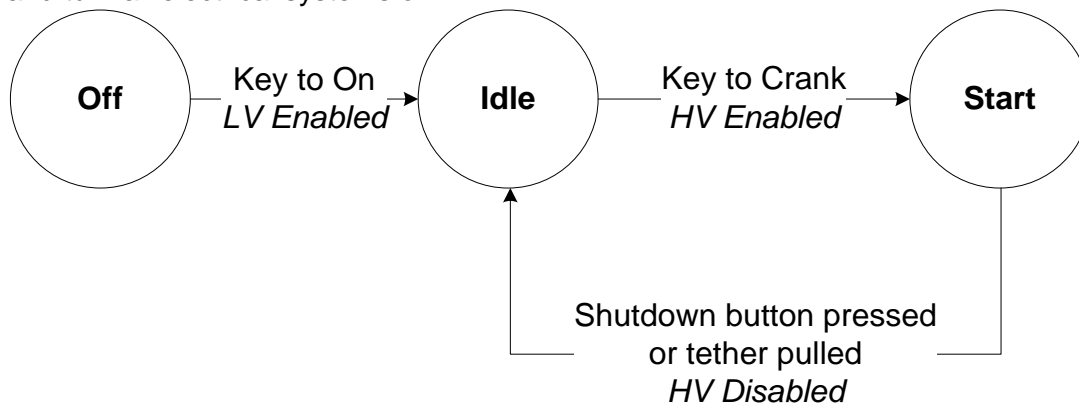 Off
Key to On
LV Enabled
Idle
Key to Crank
HV Enabled
Start
Shutdown button pressed
or tether pulled
HV Disabled